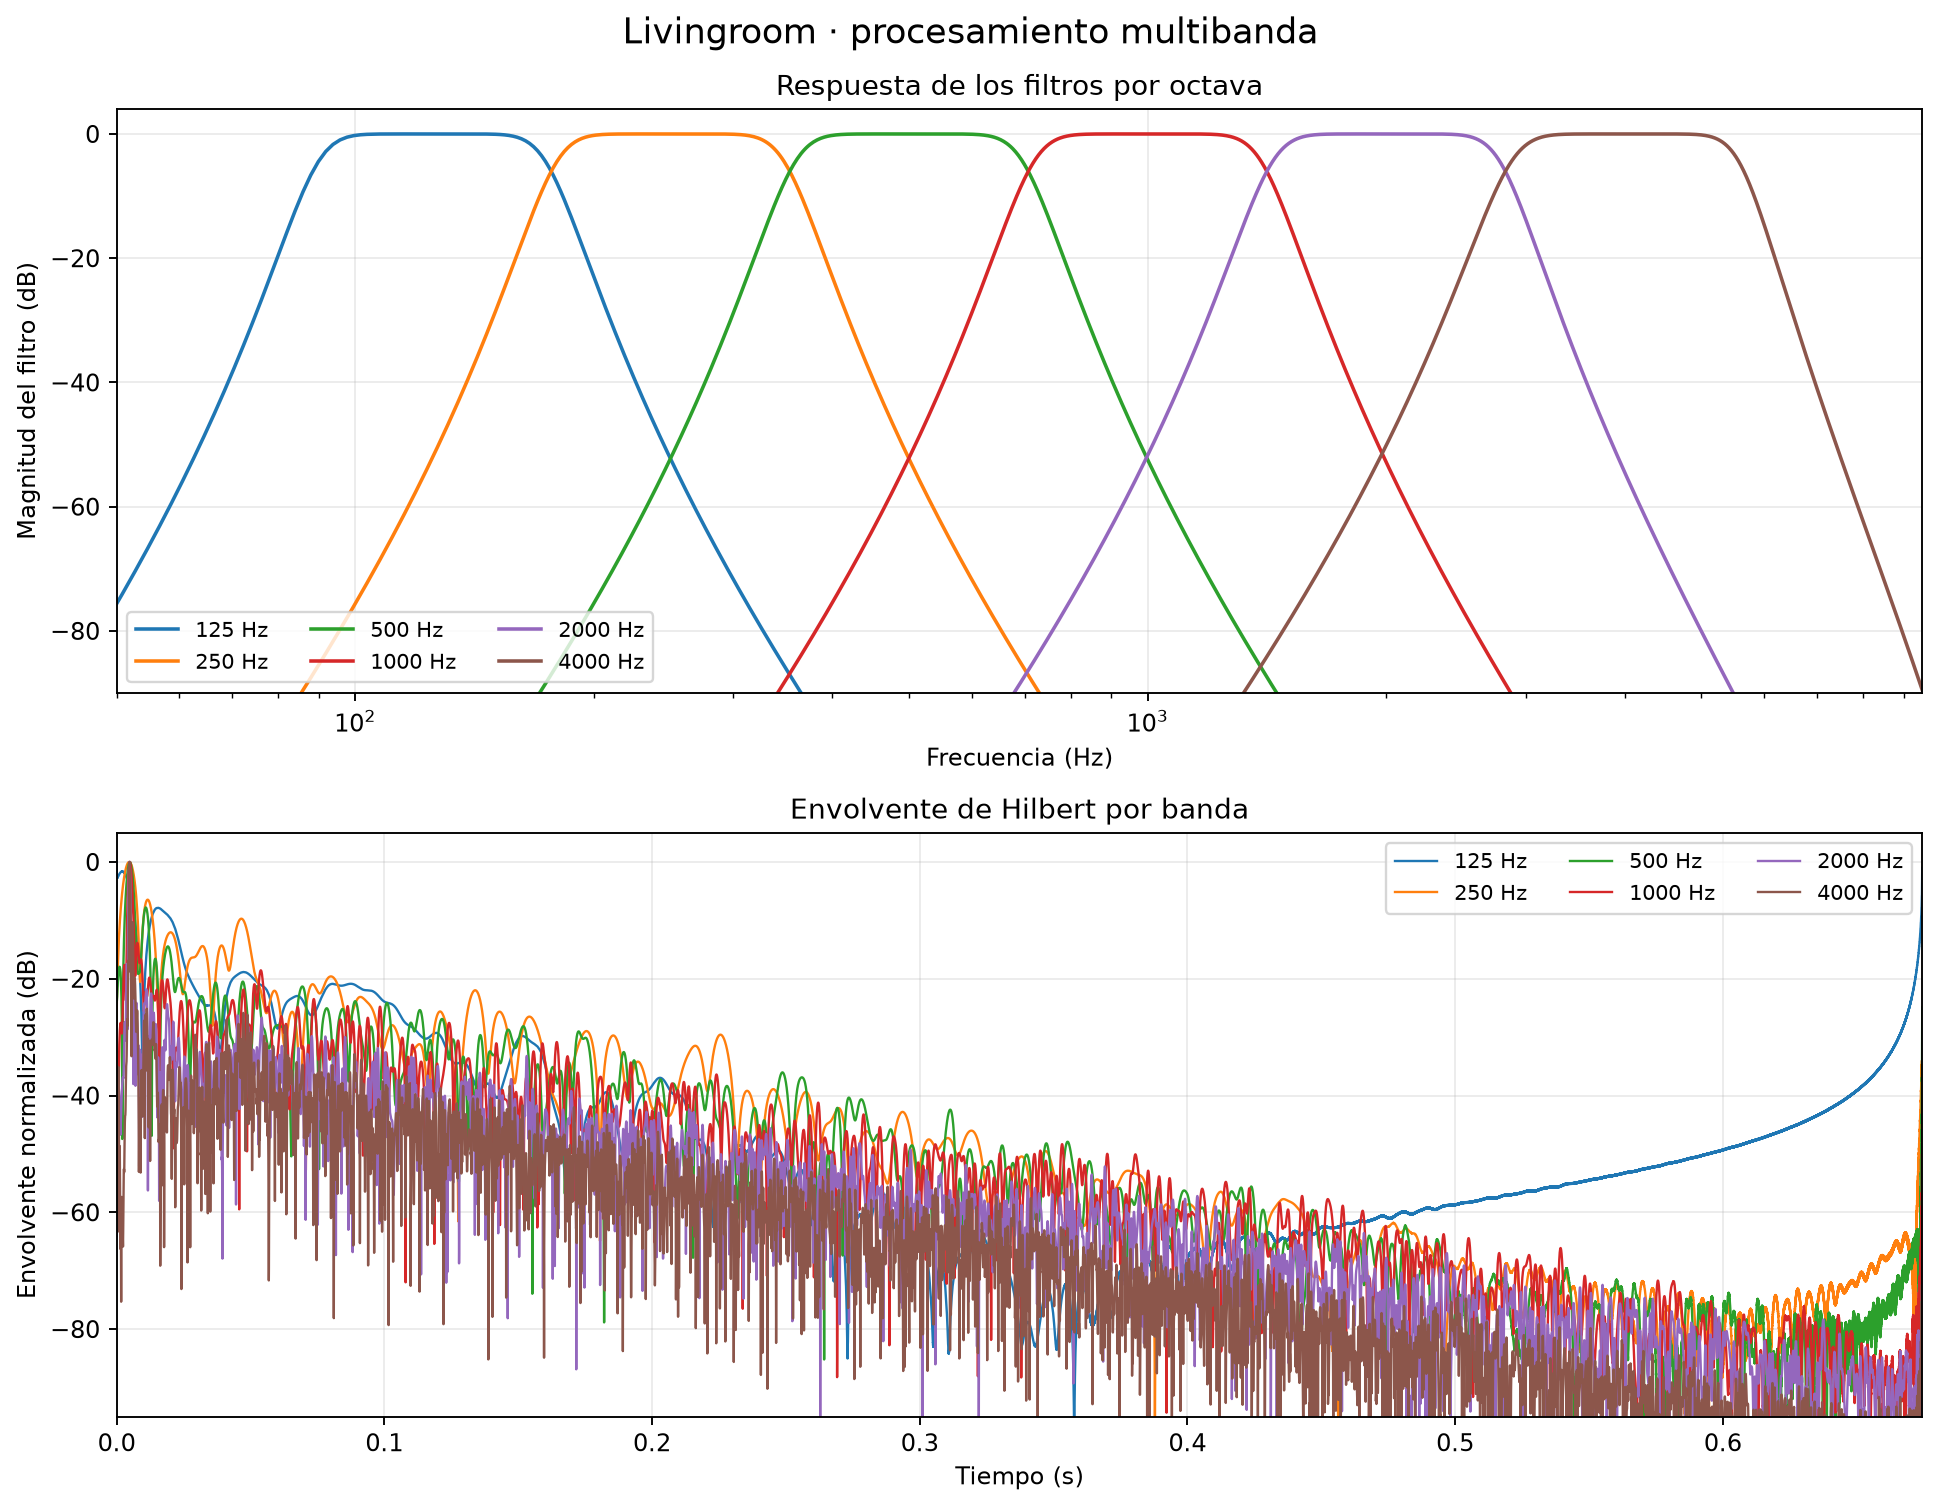 Livingroom · procesamiento multibanda
Respuesta de los filtros por octava
Magnitud del filtro (dB)
0
−20
−40
−60
−80
125 Hz 500 Hz 2000 Hz
250 Hz 1000 Hz 4000 Hz
10² 10³
Frecuencia (Hz)
Envolvente de Hilbert por banda
Envolvente normalizada (dB)
0
−20
−40
−60
−80
125 Hz 500 Hz 2000 Hz
250 Hz 1000 Hz 4000 Hz
0.0 0.1 0.2 0.3 0.4 0.5 0.6
Tiempo (s)